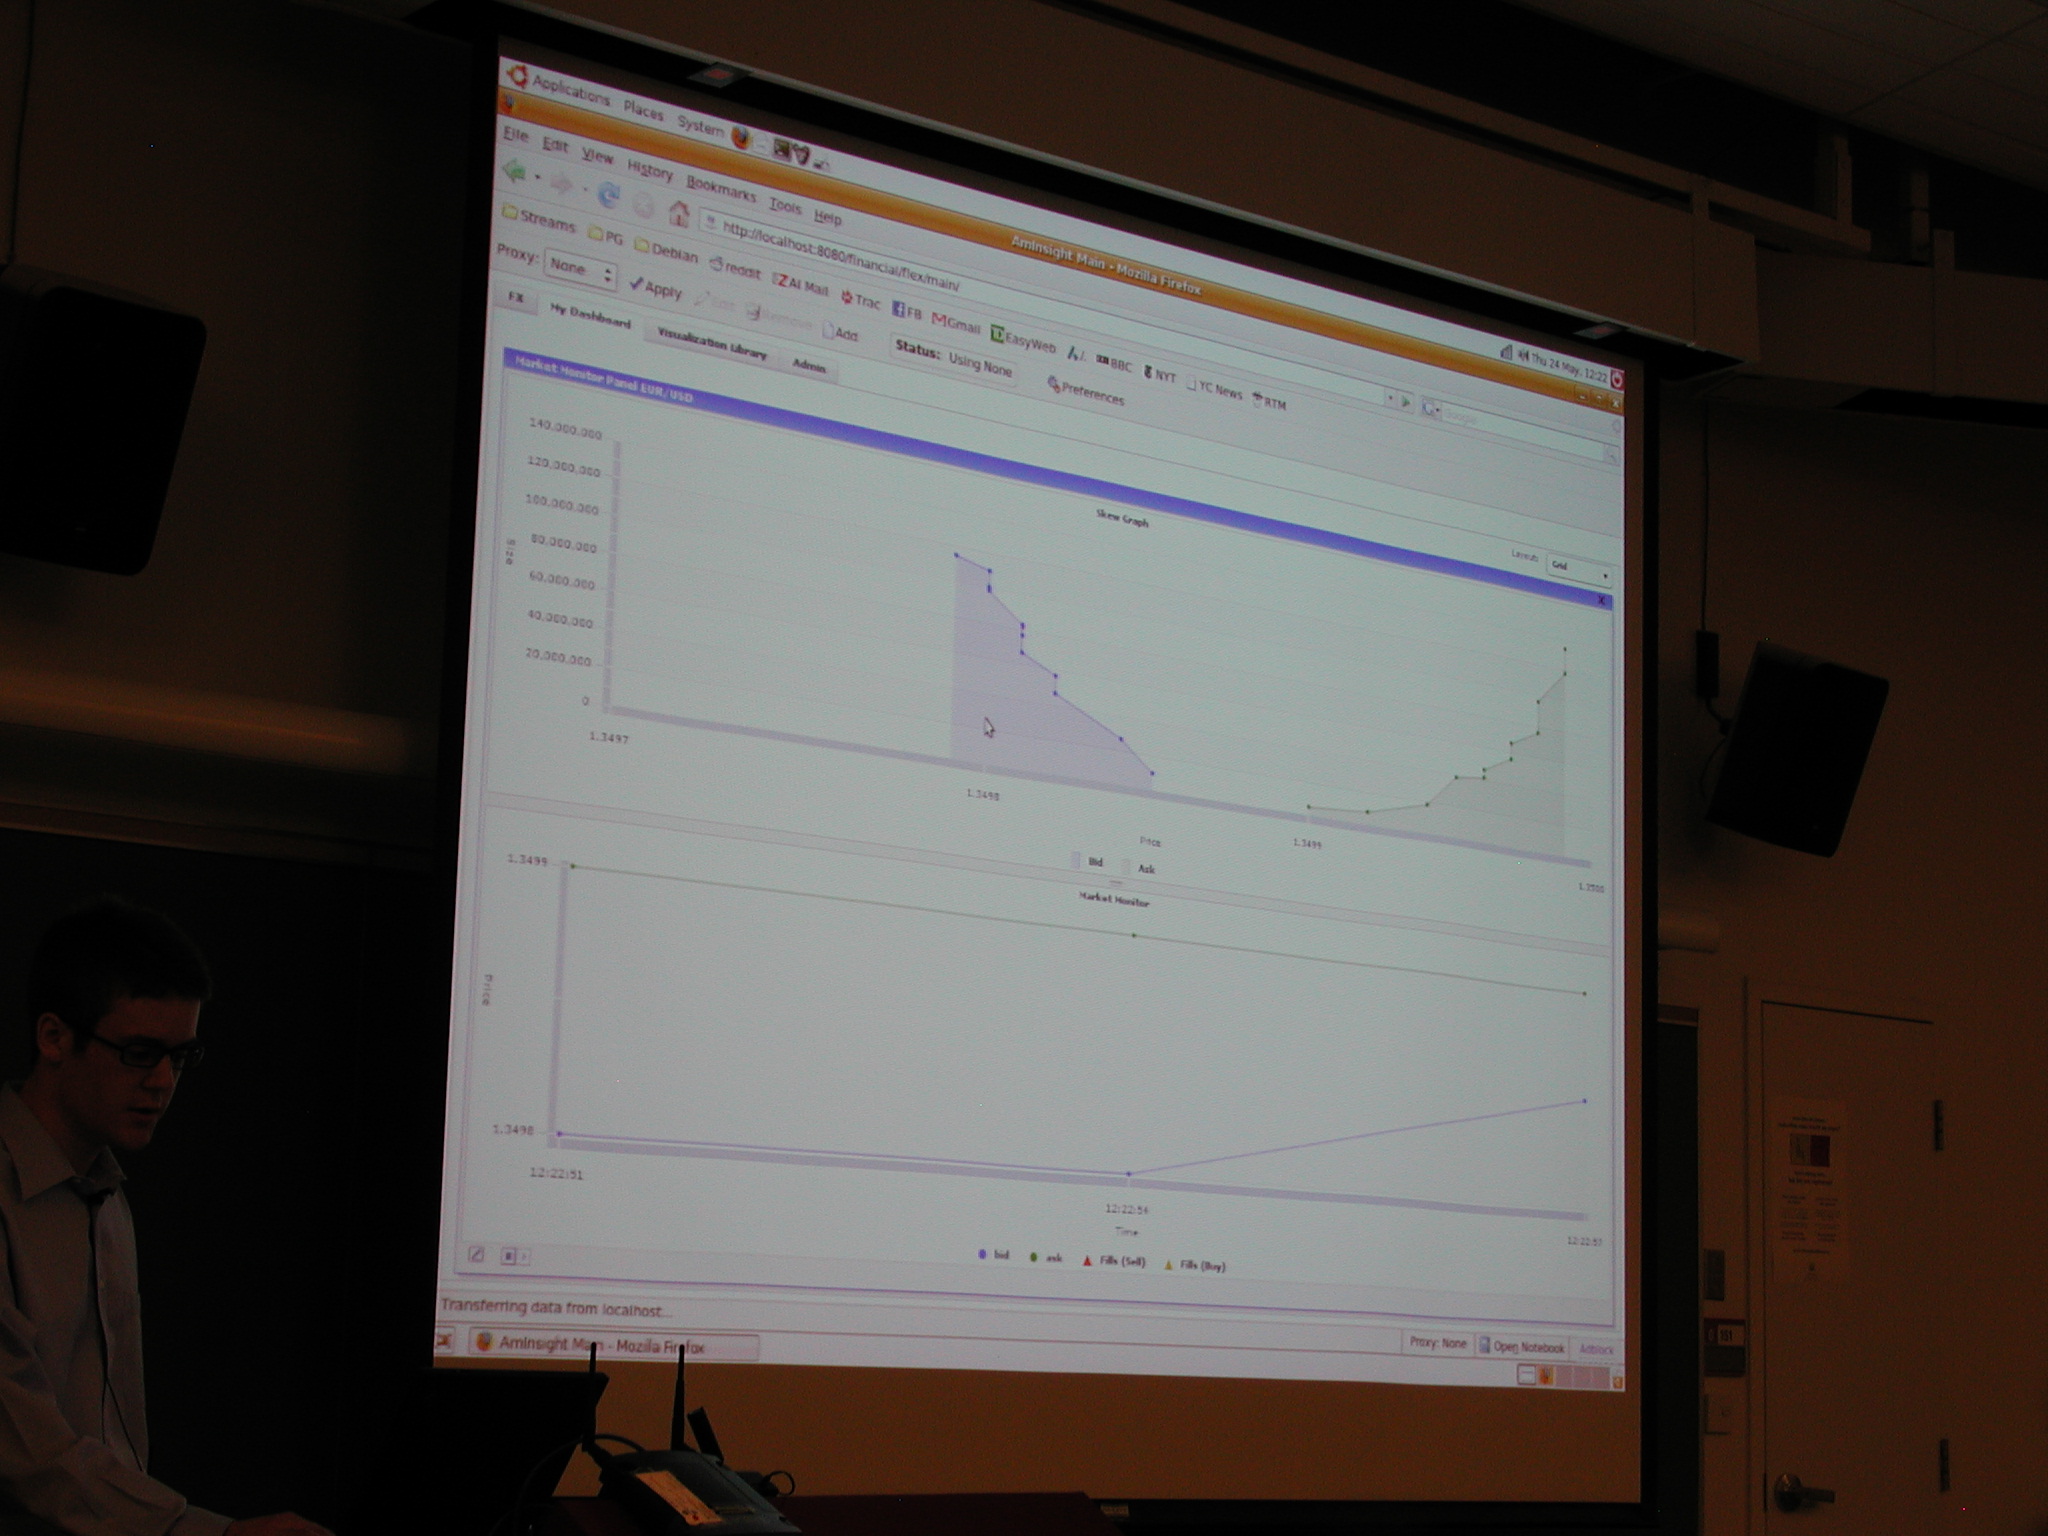 Applications Places System
Thu 24 May, 12:22
AmInsight Main - Mozilla Firefox
File Edit View History Bookmarks Tools Help
http://localhost:8080/financial/flex/main/
Streams PG Debian reddit AI Mail Trac FB Gmail EasyWeb /. BBC NYT YC News RTM
Proxy: None Apply Edit Remove Add Status: Using None Preferences
FX My Dashboard Visualization Library Admin
Layout: Grid
Market Monitor Panel EUR/USD X
Skew Graph
140,000,000
120,000,000
100,000,000
80,000,000
60,000,000
40,000,000
20,000,000
0
Size
1.3497 1.3498 1.3499
Price
Bid Ask
Market Monitor
1.3499
Price
1.3498
12:22:51 12:22:54 12:22:57
Time
bid ask Fills (Sell) Fills (Buy)
Transferring data from localhost...
Proxy: None Open Notebook Adblock
AmInsight Main - Mozilla Firefox
161